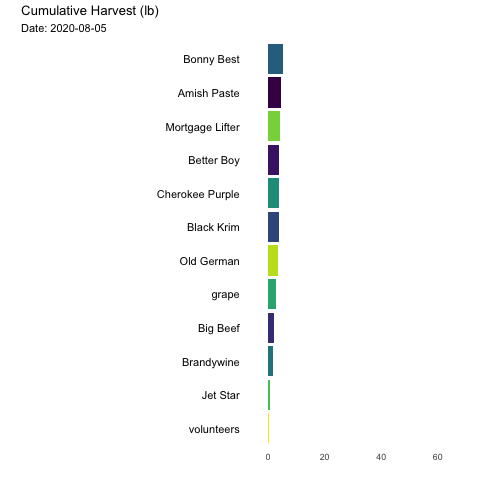 Cumulative Harvest (lb)
Date: 2020-08-05
Bonny Best
Amish Paste
Mortgage Lifter
Better Boy
Cherokee Purple
Black Krim
Old German
grape
Big Beef
Brandywine
Jet Star
volunteers
0 20 40 60